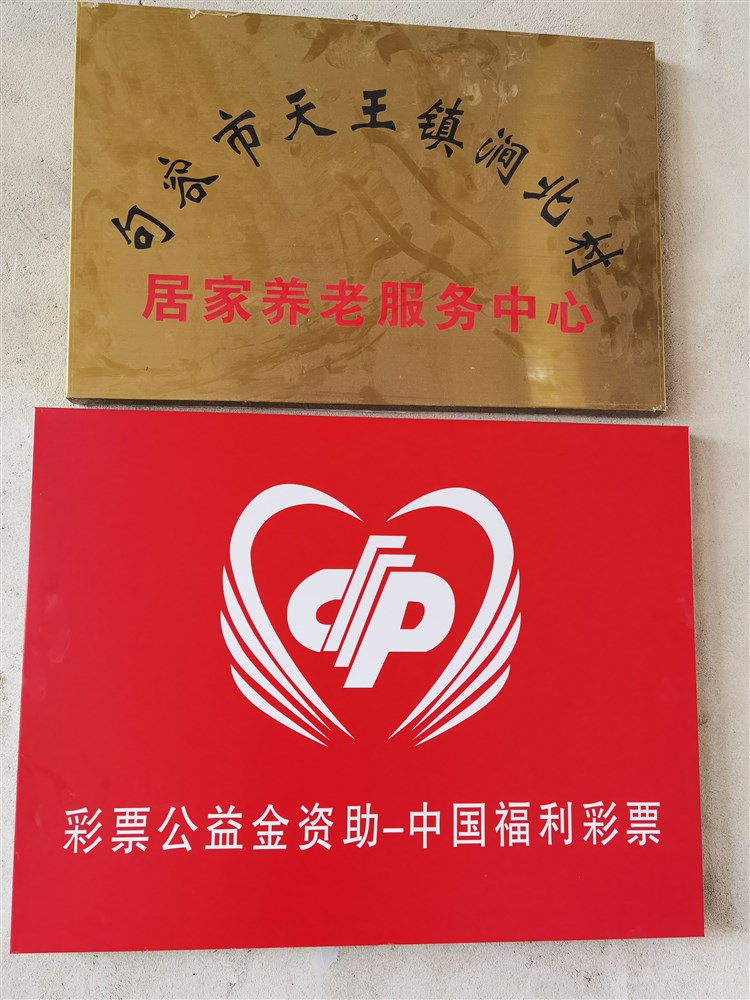 句容市天王镇涧北村
居家养老服务中心
彩票公益金资助-中国福利彩票